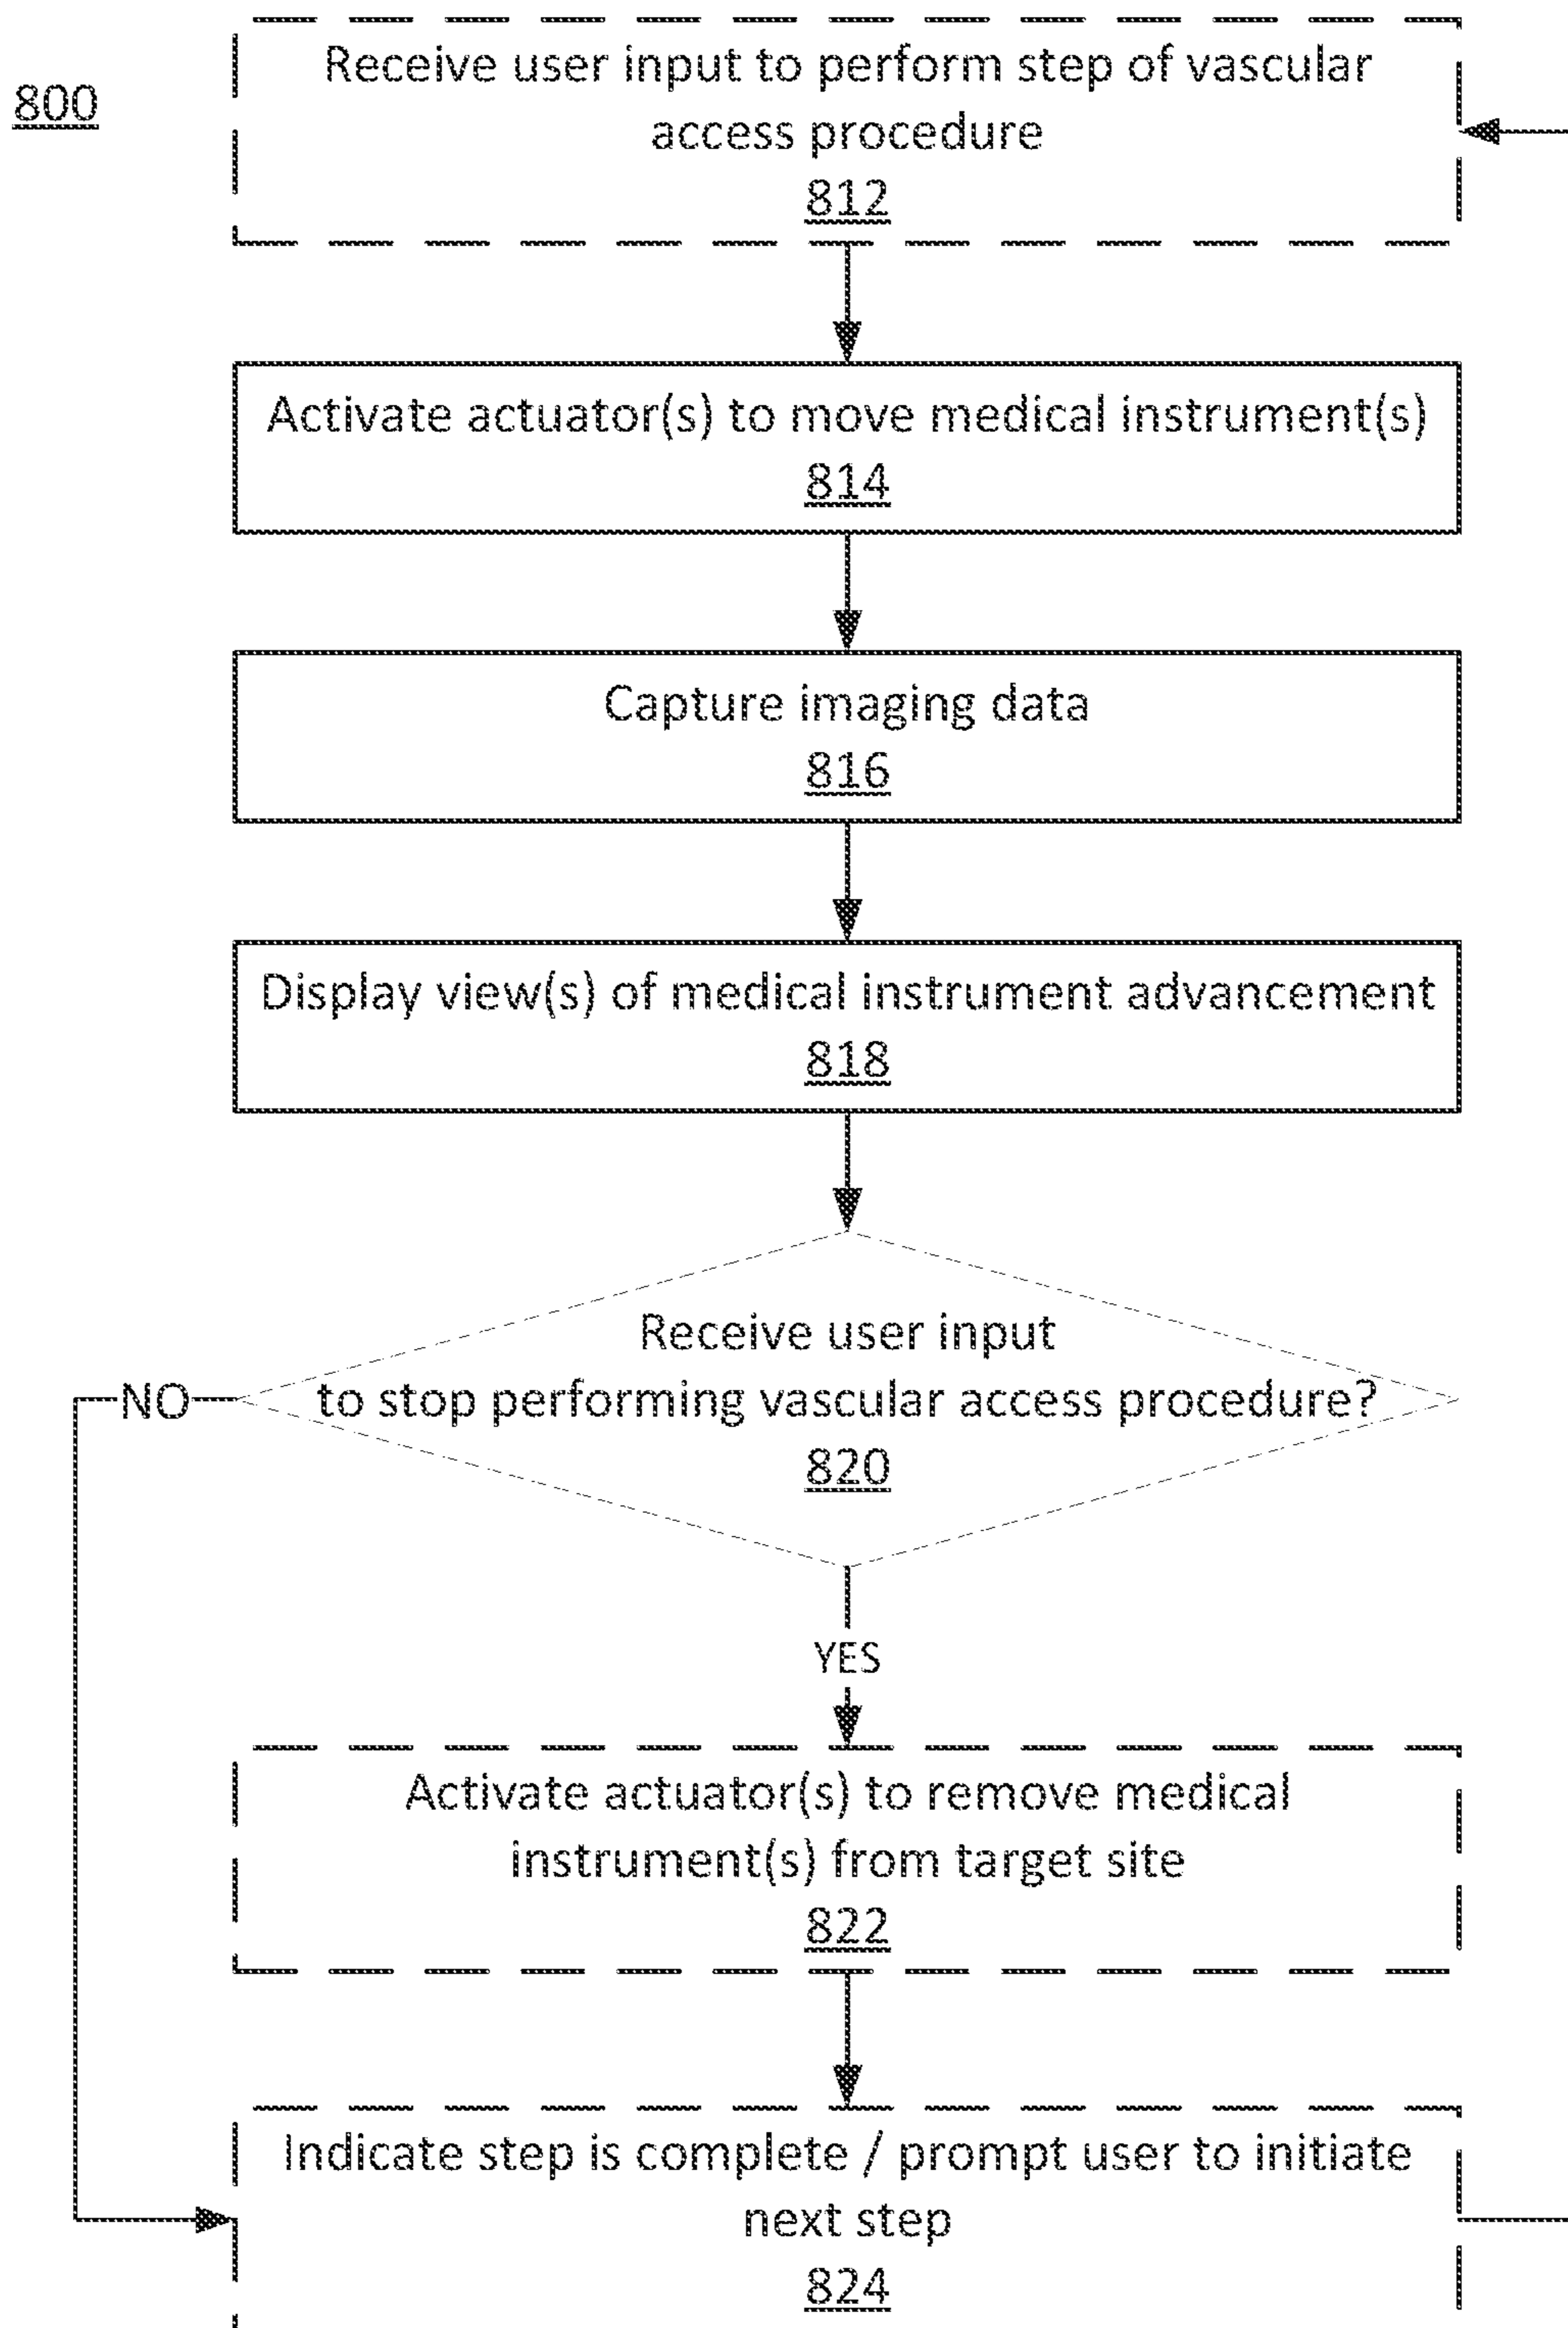 800
Receive user input to perform step of vascular
access procedure
812
Activate actuator(s) to move medical instrument(s)
814
Capture imaging data
816
Display view(s) of medical instrument advancement
818
Receive user input
to stop performing vascular access procedure?
820
NO
YES
Activate actuator(s) to remove medical
instrument(s) from target site
822
Indicate step is complete / prompt user to initiate
next step
824